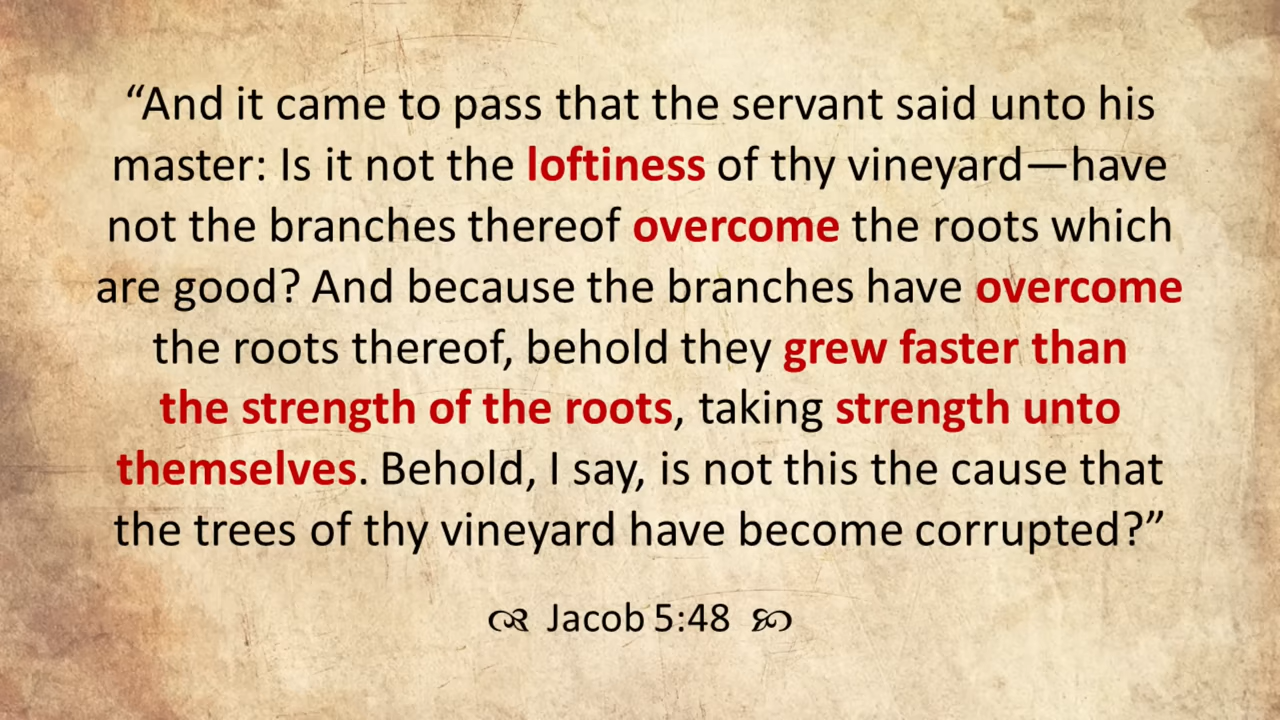 “And it came to pass that the servant said unto his
master: Is it not the loftiness of thy vineyard—have
not the branches thereof overcome the roots which
are good? And because the branches have overcome
the roots thereof, behold they grew faster than
the strength of the roots, taking strength unto
themselves. Behold, I say, is not this the cause that
the trees of thy vineyard have become corrupted?”
Jacob 5:48